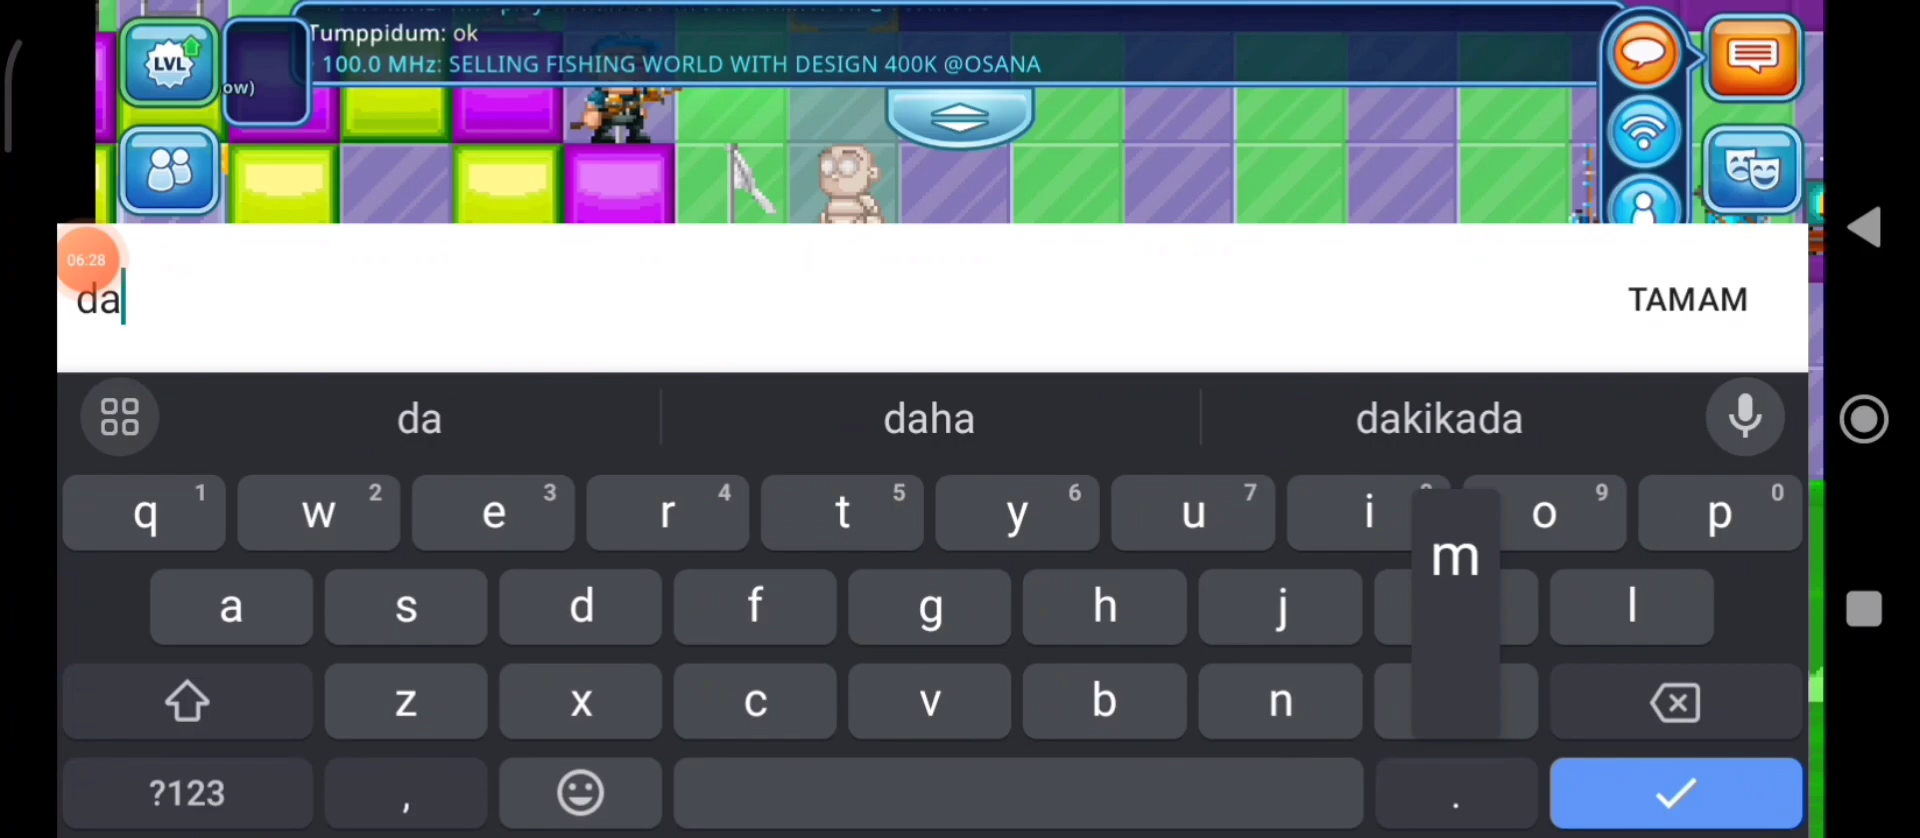 Tumppidum: ok
LVL
100.0 MHz: SELLING FISHING WORLD WITH DESIGN 400K @OSANA
ow)
06:28
da
TAMAM
da daha dakikada
q 1 w 2 e 3 r 4 t 5 y 6 u 7 i o 9 p 0
m
a s d f g h j l
z x c v b n
?123 , .